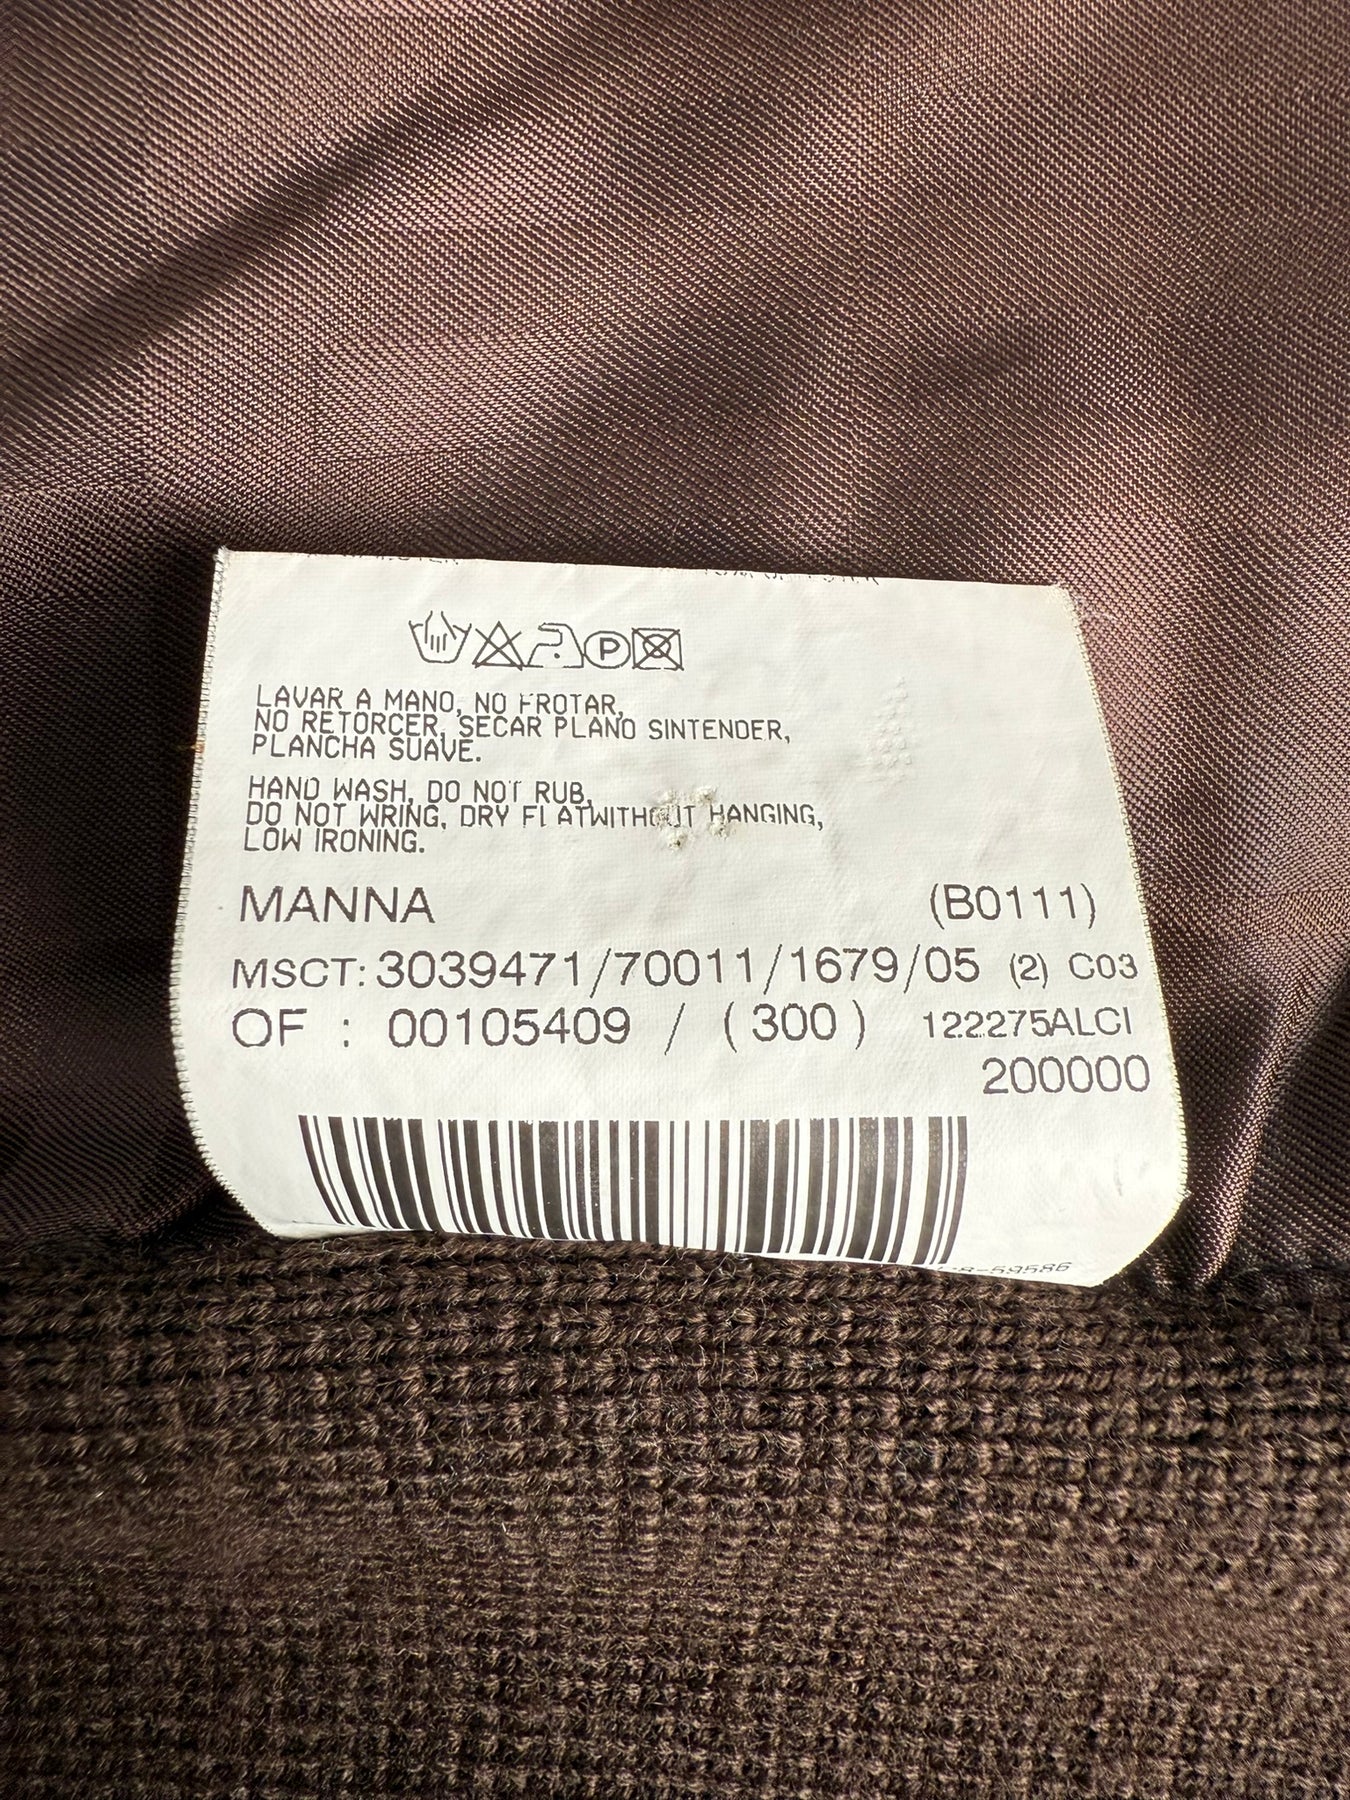 P
LAVAR A MANO, NO FROTAR,
NO RETORCER, SECAR PLANO SINTENDER,
PLANCHA SUAVE.
HAND WASH, DO NOT RUB,
DO NOT WRING, DRY FLATWITHOUT HANGING,
LOW IRONING.
MANNA (B0111)
MSCT: 3039471/70011/1679/05 (2) C03
OF : 00105409 / (300) 122275ALCI
200000